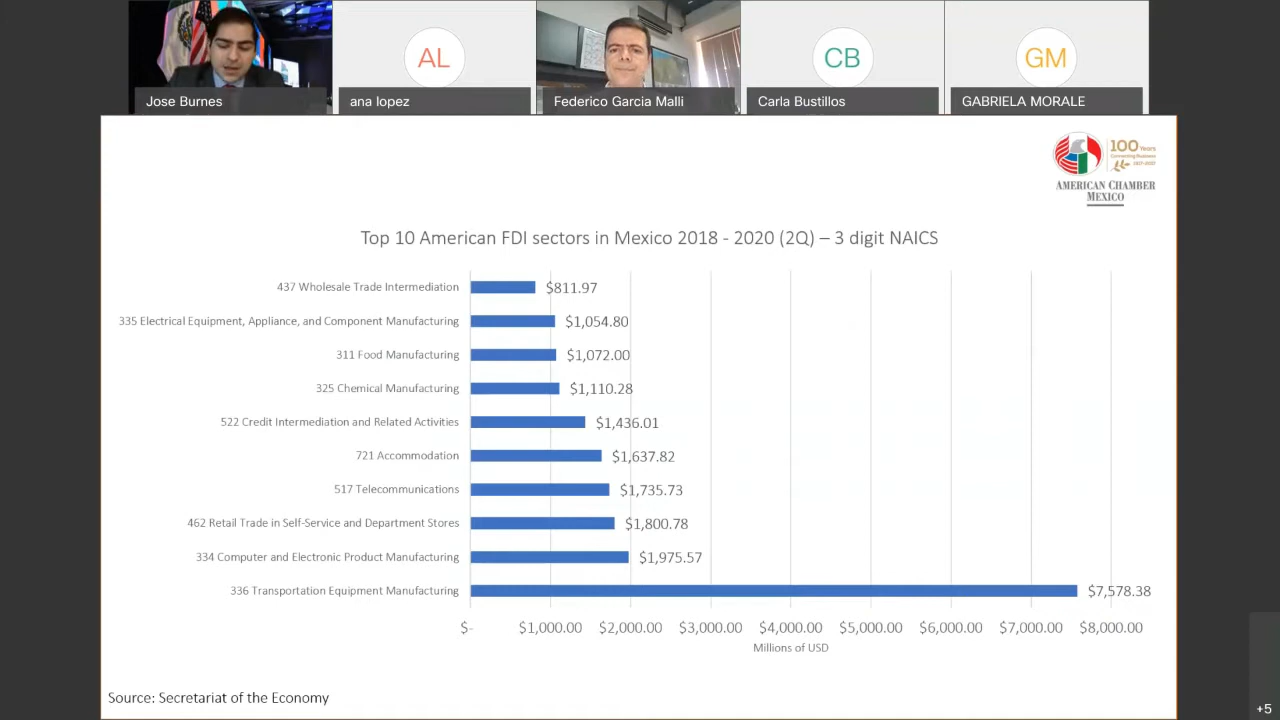 Jose Burnes
AL
ana lopez
Federico Garcia Malli
CB
Carla Bustillos
GM
GABRIELA MORALE
100 Years
Connecting Business
1917-2017
AMERICAN CHAMBER
MEXICO
Top 10 American FDI sectors in Mexico 2018 - 2020 (2Q) – 3 digit NAICS
437 Wholesale Trade Intermediation $811.97
335 Electrical Equipment, Appliance, and Component Manufacturing $1,054.80
311 Food Manufacturing $1,072.00
325 Chemical Manufacturing $1,110.28
522 Credit Intermediation and Related Activities $1,436.01
721 Accommodation $1,637.82
517 Telecommunications $1,735.73
462 Retail Trade in Self-Service and Department Stores $1,800.78
334 Computer and Electronic Product Manufacturing $1,975.57
336 Transportation Equipment Manufacturing $7,578.38
$- $1,000.00 $2,000.00 $3,000.00 $4,000.00 $5,000.00 $6,000.00 $7,000.00 $8,000.00
Millions of USD
Source: Secretariat of the Economy
+5